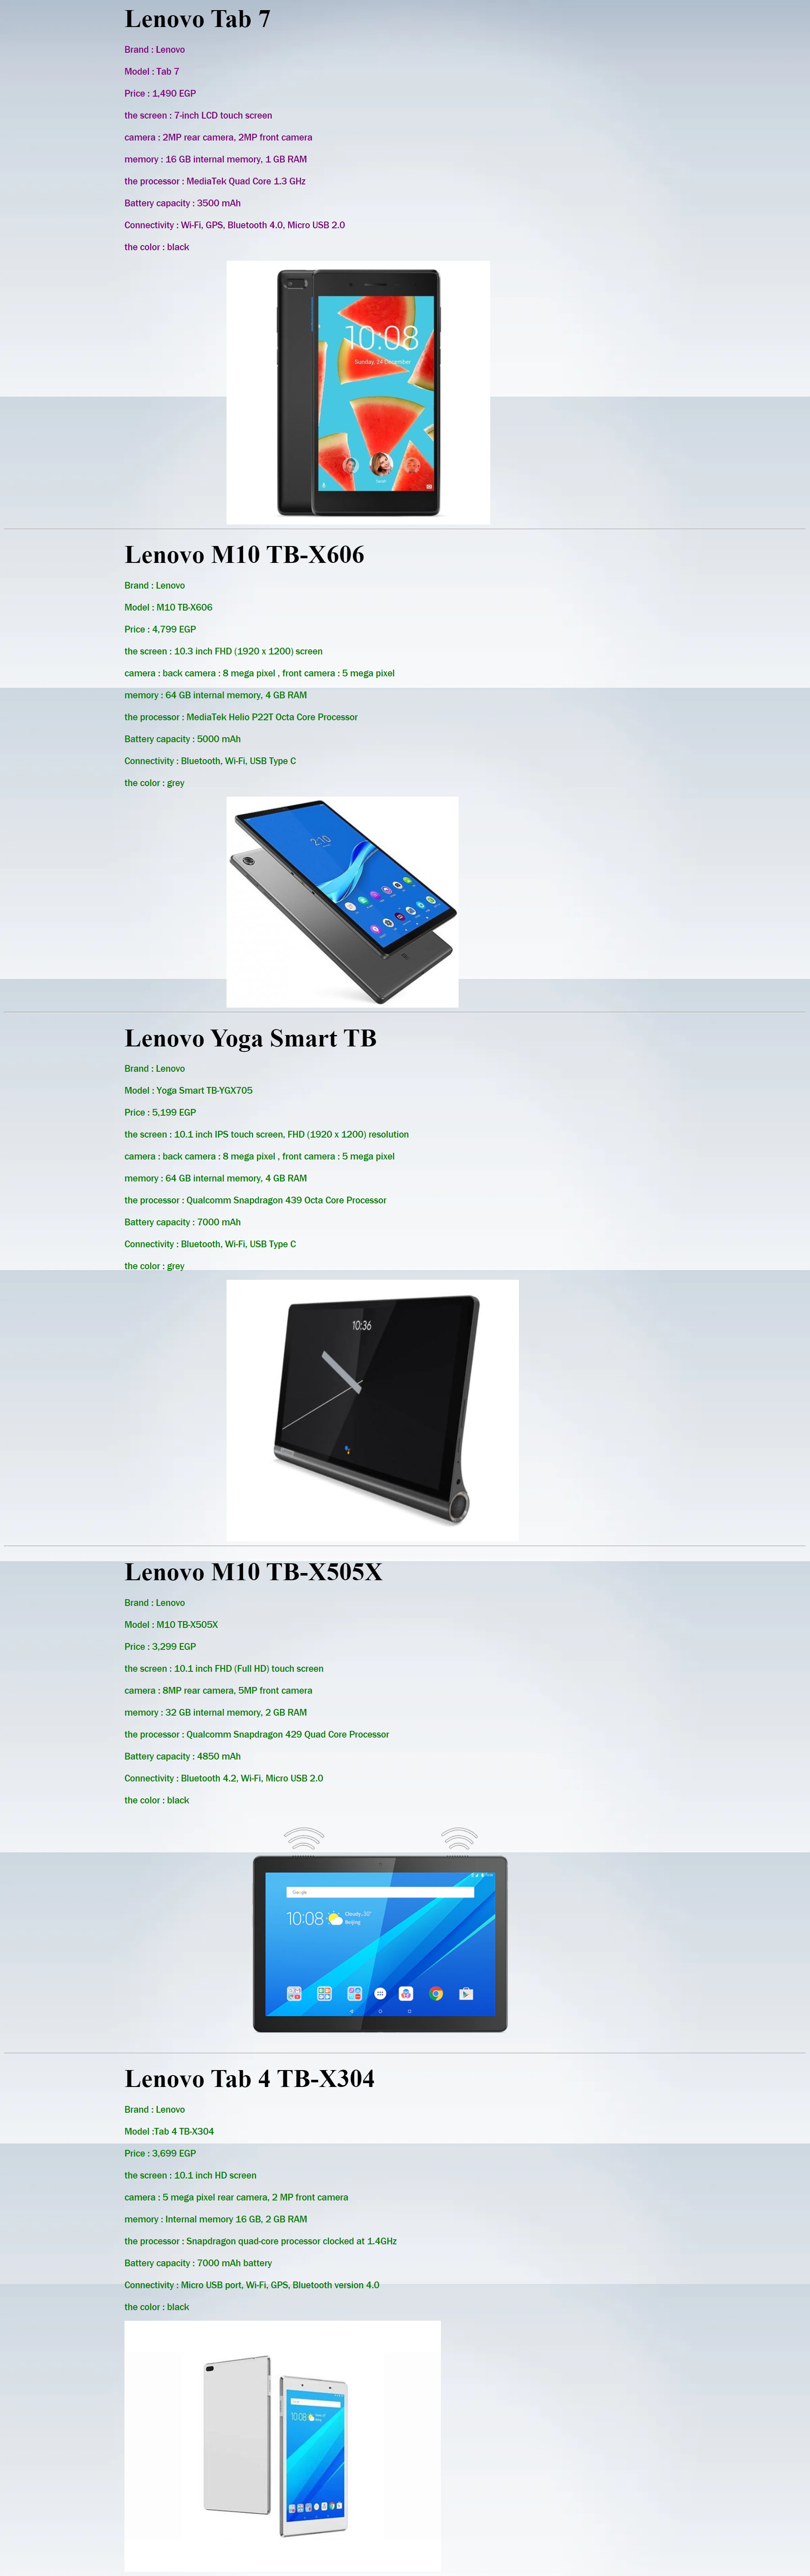 Lenovo Tab 7
Brand : Lenovo
Model : Tab 7
Price : 1,490 EGP
the screen : 7-inch LCD touch screen
camera : 2MP rear camera, 2MP front camera
memory : 16 GB internal memory, 1 GB RAM
the processor : MediaTek Quad Core 1.3 GHz
Battery capacity : 3500 mAh
Connectivity : Wi-Fi, GPS, Bluetooth 4.0, Micro USB 2.0
the color : black
10:08
Sunday, 24 December
Sarah
Lenovo M10 TB-X606
Brand : Lenovo
Model : M10 TB-X606
Price : 4,799 EGP
the screen : 10.3 inch FHD (1920 x 1200) screen
camera : back camera : 8 mega pixel , front camera : 5 mega pixel
memory : 64 GB internal memory, 4 GB RAM
the processor : MediaTek Helio P22T Octa Core Processor
Battery capacity : 5000 mAh
Connectivity : Bluetooth, Wi-Fi, USB Type C
the color : grey
2:10
Lenovo Yoga Smart TB
Brand : Lenovo
Model : Yoga Smart TB-YGX705
Price : 5,199 EGP
the screen : 10.1 inch IPS touch screen, FHD (1920 x 1200) resolution
camera : back camera : 8 mega pixel , front camera : 5 mega pixel
memory : 64 GB internal memory, 4 GB RAM
the processor : Qualcomm Snapdragon 439 Octa Core Processor
Battery capacity : 7000 mAh
Connectivity : Bluetooth, Wi-Fi, USB Type C
the color : grey
10:36
Lenovo M10 TB-X505X
Brand : Lenovo
Model : M10 TB-X505X
Price : 3,299 EGP
the screen : 10.1 inch FHD (Full HD) touch screen
camera : 8MP rear camera, 5MP front camera
memory : 32 GB internal memory, 2 GB RAM
the processor : Qualcomm Snapdragon 429 Quad Core Processor
Battery capacity : 4850 mAh
Connectivity : Bluetooth 4.2, Wi-Fi, Micro USB 2.0
the color : black
Google
10:08 Cloudy, 30°
Beijing
Lenovo Tab 4 TB-X304
Brand : Lenovo
Model :Tab 4 TB-X304
Price : 3,699 EGP
the screen : 10.1 inch HD screen
camera : 5 mega pixel rear camera, 2 MP front camera
memory : Internal memory 16 GB, 2 GB RAM
the processor : Snapdragon quad-core processor clocked at 1.4GHz
Battery capacity : 7000 mAh battery
Connectivity : Micro USB port, Wi-Fi, GPS, Bluetooth version 4.0
the color : black
10:08